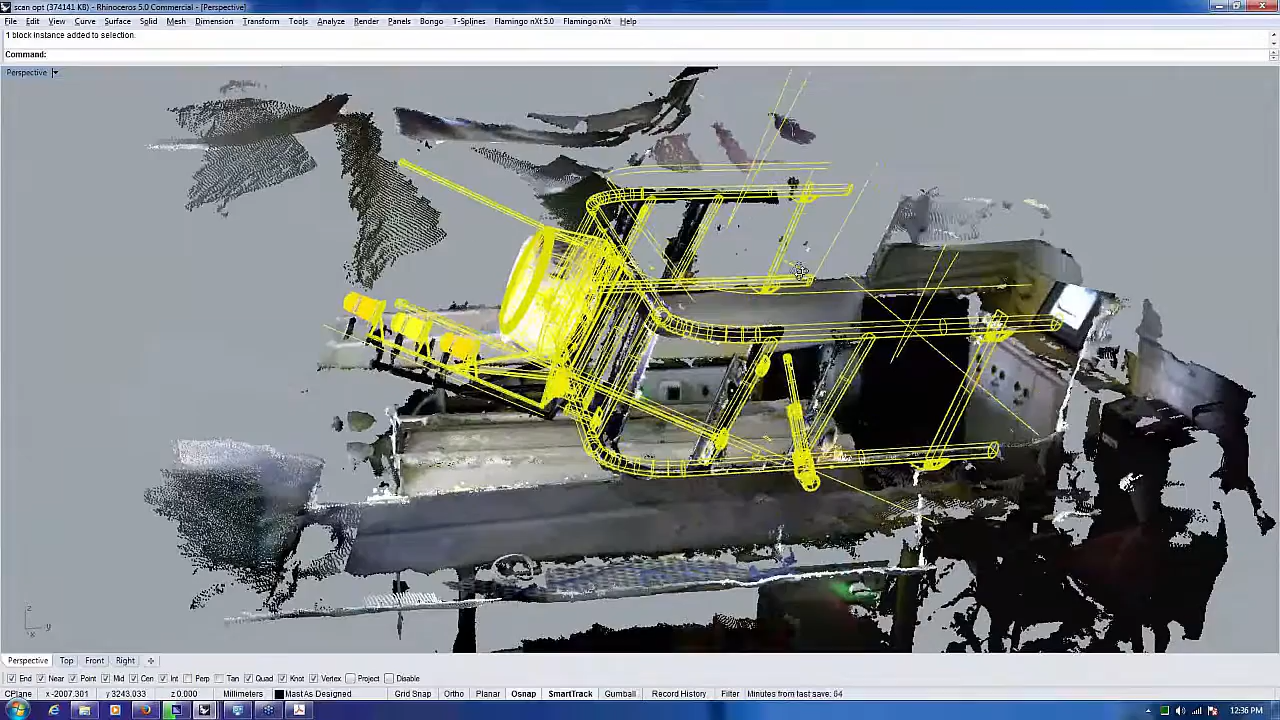 scan opt (374141 KB) - Rhinoceros 5.0 Commercial - [Perspective]
File Edit View Curve Surface Solid Mesh Dimension Transform Tools Analyze Render Panels Bongo T-Splines Flamingo nXt 5.0 Flamingo nXt Help
1 block instance added to selection.
Command:
Perspective
z
y
x
Perspective Top Front Right
End Near Point Mid Cen Int Perp Tan Quad Knot Vertex Project Disable
CPlane x -2007.301 y 3243.033 z 0.000 Millimeters Mast As Designed Grid Snap Ortho Planar Osnap SmartTrack Gumball Record History Filter Minutes from last save: 64
12:36 PM